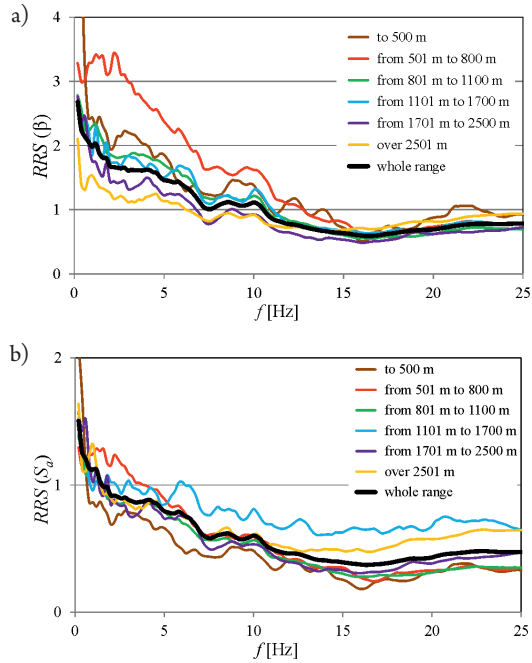 a)
4
3
2
1
0
RRS (β)
to 500 m
from 501 m to 800 m
from 801 m to 1100 m
from 1101 m to 1700 m
from 1701 m to 2500 m
over 2501 m
whole range
0 5 10 15 20 25
f [Hz]
b)
2
1
0
RRS (Sa)
to 500 m
from 501 m to 800 m
from 801 m to 1100 m
from 1101 m to 1700 m
from 1701 m to 2500 m
over 2501 m
whole range
0 5 10 15 20 25
f [Hz]